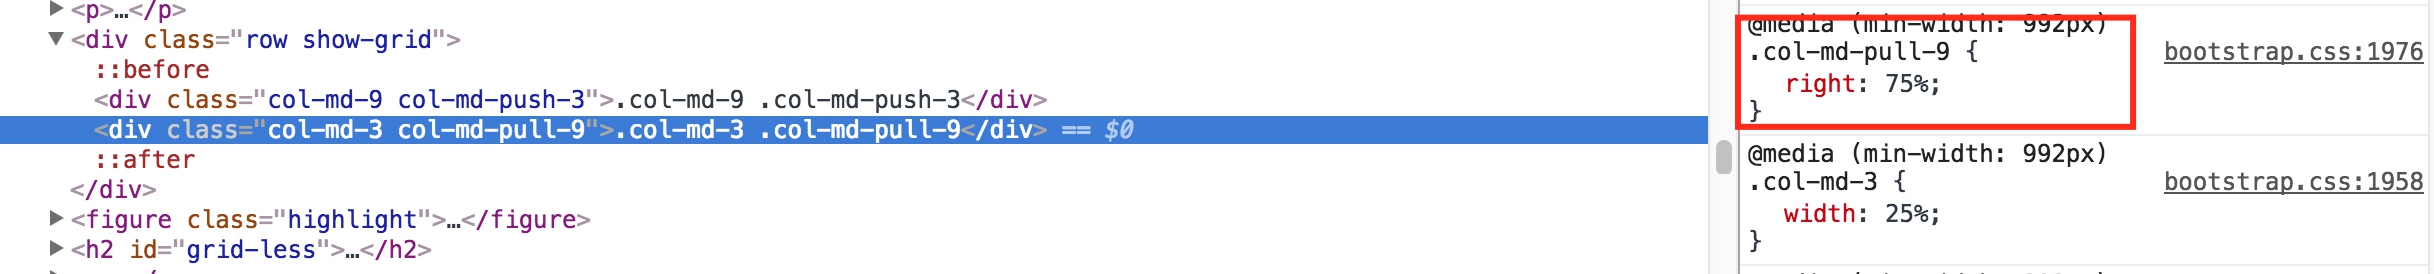 <p>…</p>
<div class="row show-grid">
::before
<div class="col-md-9 col-md-push-3">.col-md-9 .col-md-push-3</div>
<div class="col-md-3 col-md-pull-9">.col-md-3 .col-md-pull-9</div> == $0
::after
</div>
<figure class="highlight">…</figure>
<h2 id="grid-less">…</h2>
@media (min-width: 992px)
.col-md-pull-9 { bootstrap.css:1976
right: 75%;
}
@media (min-width: 992px)
.col-md-3 { bootstrap.css:1958
width: 25%;
}